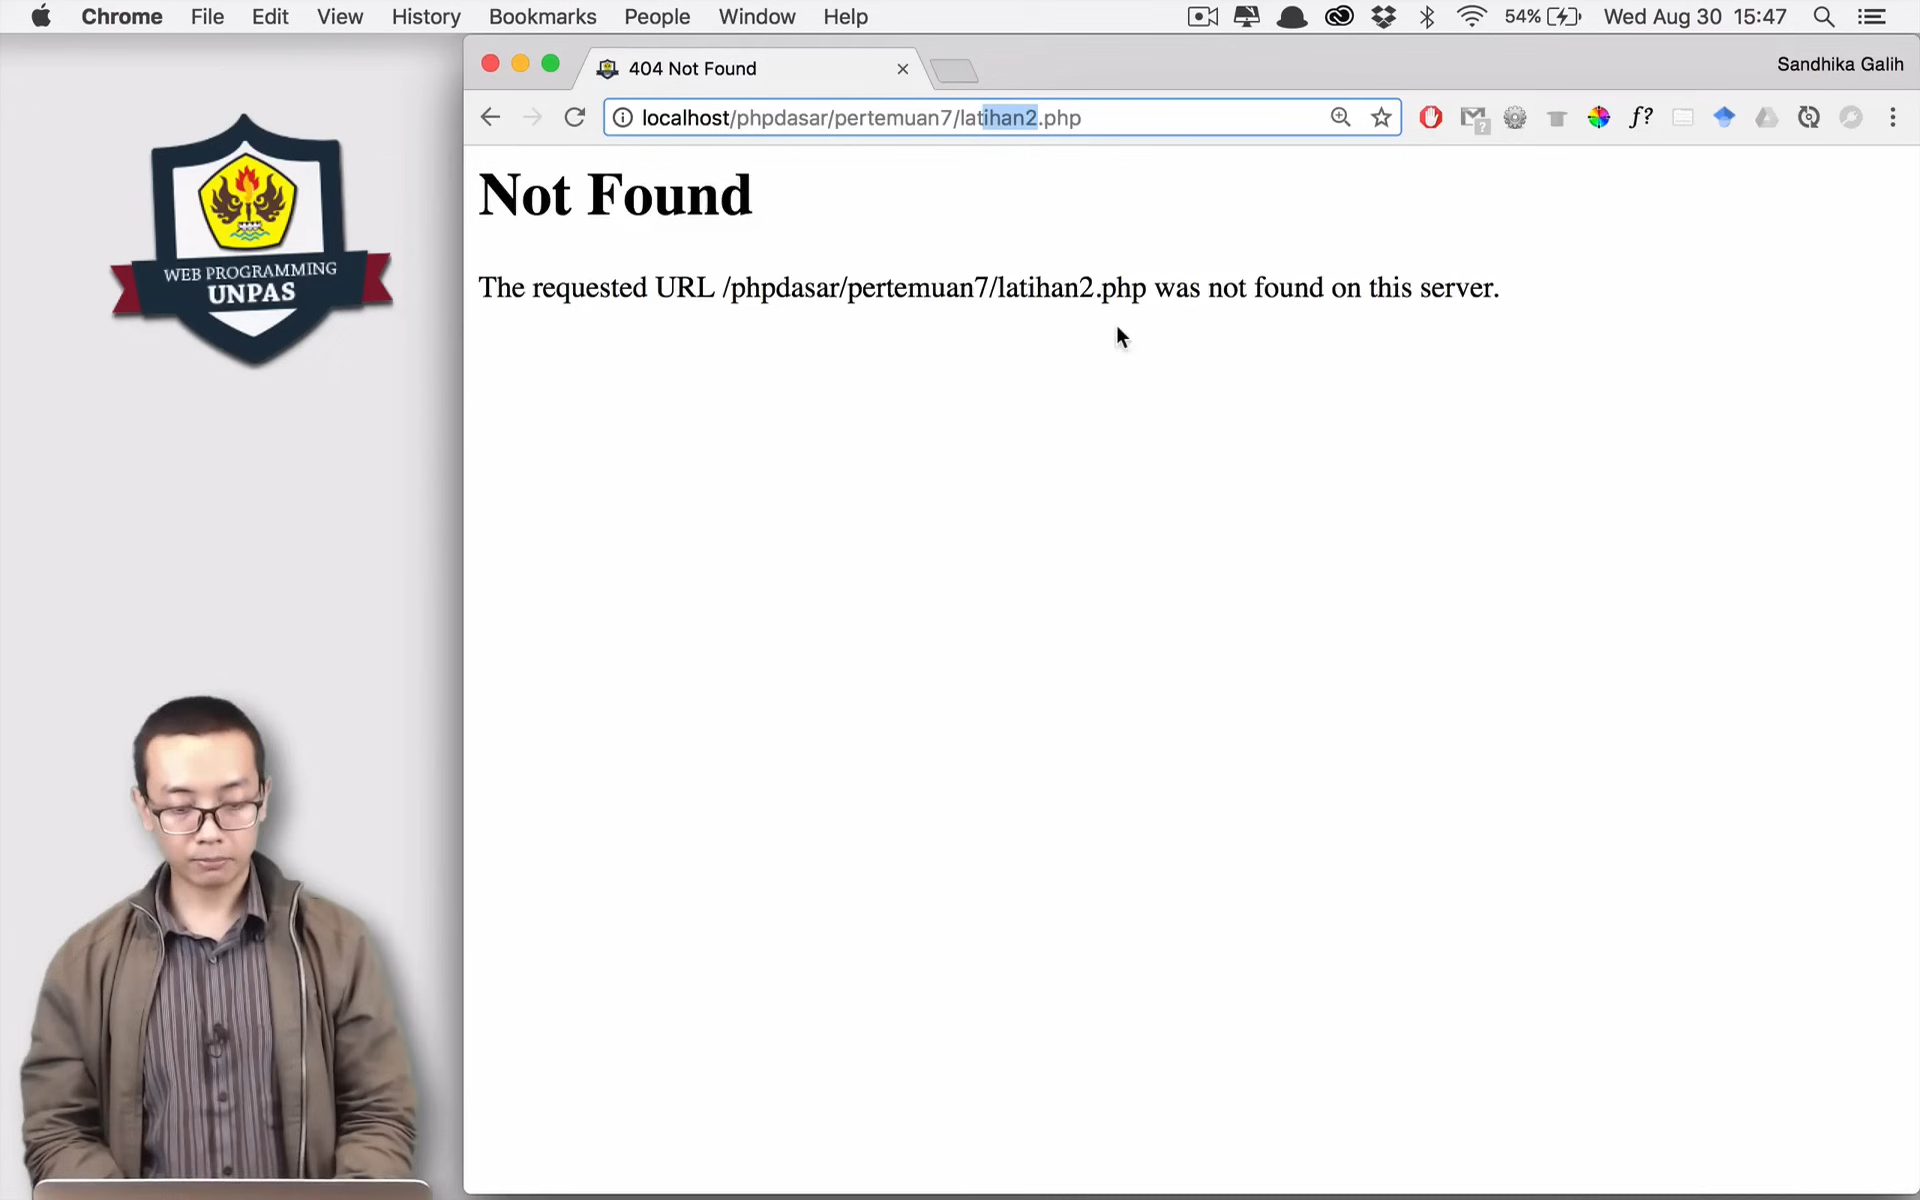 Chrome File Edit View History Bookmarks People Window Help 54% Wed Aug 30 15:47
404 Not Found
Sandhika Galih
localhost/phpdasar/pertemuan7/latihan2.php
f?
Not Found
The requested URL /phpdasar/pertemuan7/latihan2.php was not found on this server.
WEB PROGRAMMING
UNPAS